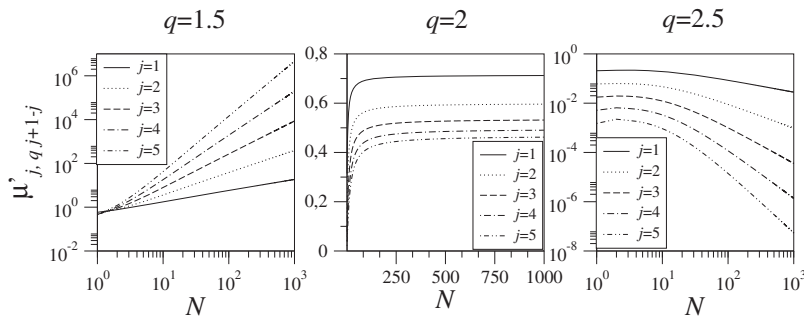 q=1.5
q=2
q=2.5
μ'j, q j+1-j
10^6
10^4
10^2
10^0
10^-2
j=1
j=2
j=3
j=4
j=5
10^0
10^1
10^2
10^3
N
0,8
0.6
0.4
0.2
0
j=1
j=2
j=3
j=4
j=5
250
500
750
1000
N
10^0
10^-2
10^-4
10^-6
10^-8
j=1
j=2
j=3
j=4
j=5
10^0
10^1
10^2
10^3
N